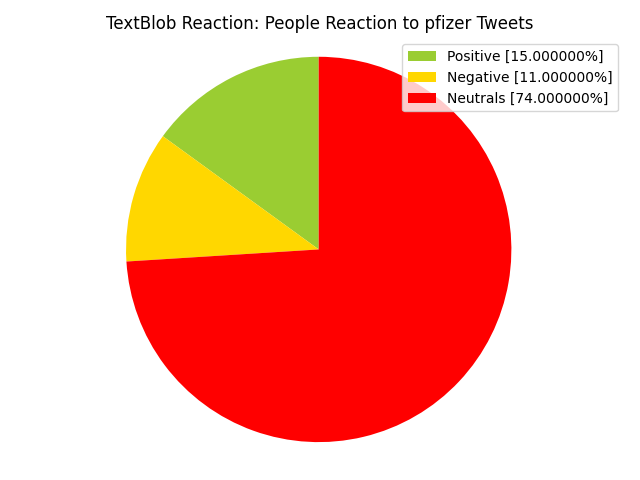 TextBlob Reaction: People Reaction to pfizer Tweets
Positive [15.000000%]
Negative [11.000000%]
Neutrals [74.000000%]